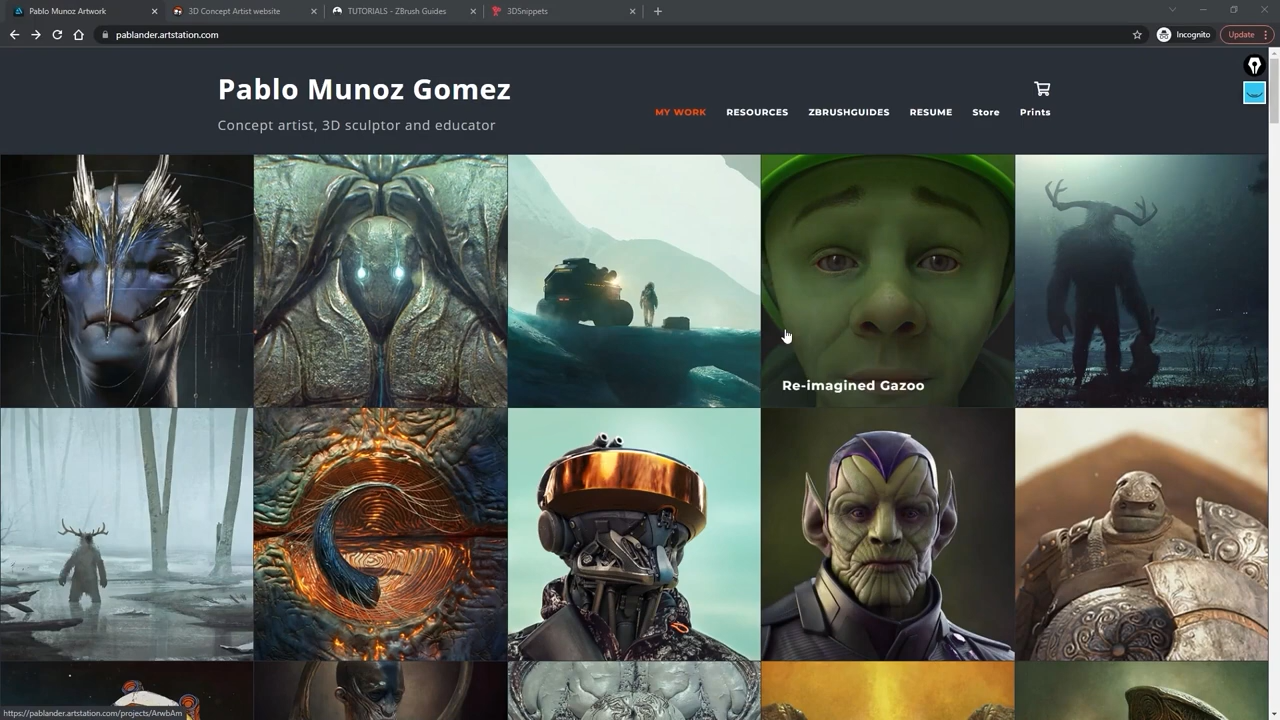 Pablo Munoz Artwork
3D Concept Artist website
TUTORIALS - ZBrush Guides
3DSnippets
pablander.artstation.com
Incognito
Update
Pablo Munoz Gomez
Concept artist, 3D sculptor and educator
MY WORK
RESOURCES
ZBRUSHGUIDES
RESUME
Store
Prints
Re-imagined Gazoo
https://pablander.artstation.com/projects/ArwbAm